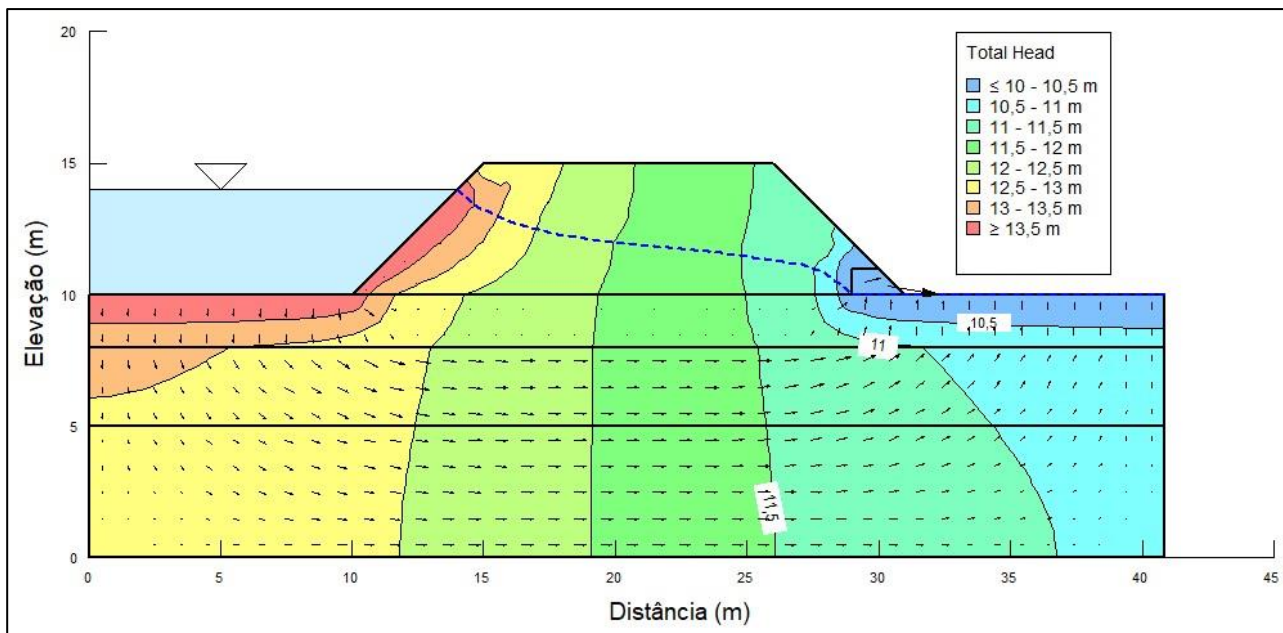 20
15
10
5
0
Elevação (m)
0
5
10
15
20
25
30
35
40
45
Distância (m)
Total Head
≤ 10 - 10,5 m
10,5 - 11 m
11 - 11,5 m
11,5 - 12 m
12 - 12,5 m
12,5 - 13 m
13 - 13,5 m
≥ 13,5 m
10,5
11
11,5